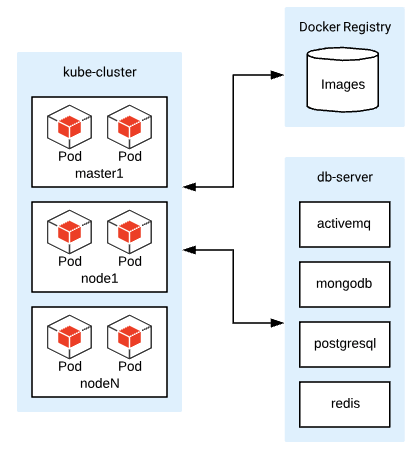 kube-cluster
Pod Pod
master1
Pod Pod
node1
Pod Pod
nodeN
Docker Registry
Images
db-server
activemq
mongodb
postgresql
redis